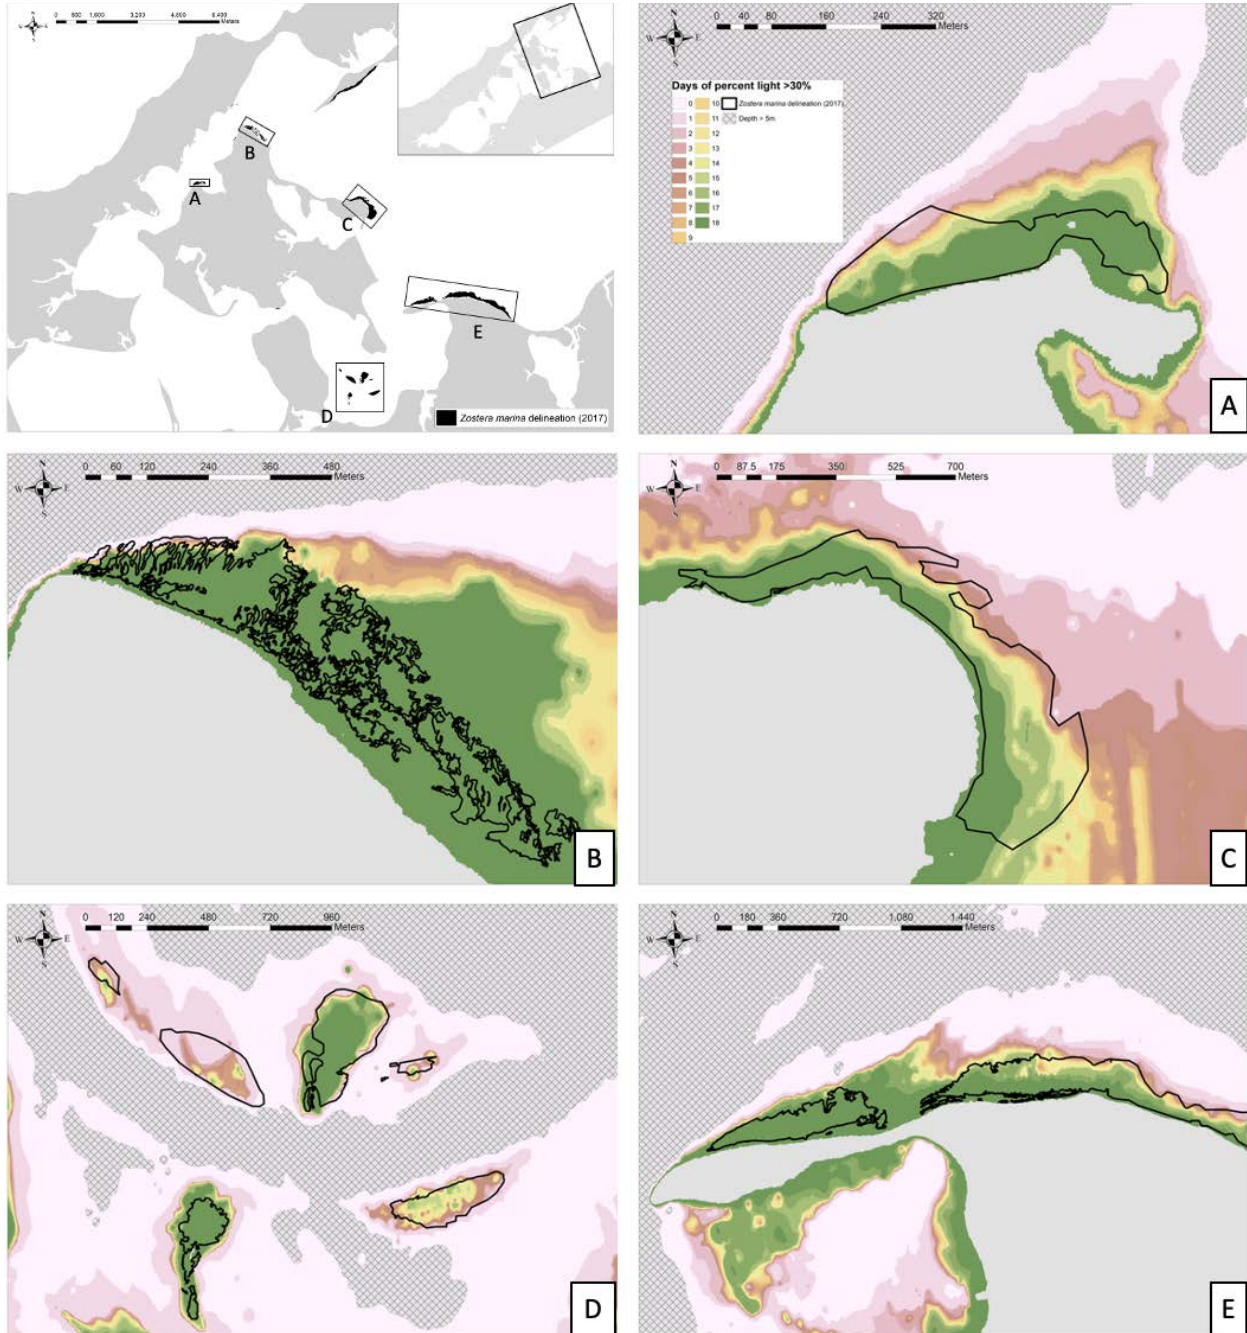 0 800 1,600 3,200 4,800 6,400
Meters
N
S
B
A
C
E
D
Zostera marina delineation (2017)
0 40 80 160 240 320
Meters
N
W E
S
Days of percent light >30%
0 10 Zostera marina delineation (2017)
1 11 Depth > 5m
2 12
3 13
4 14
5 15
6 16
7 17
8 18
9
A
0 60 120 240 360 480
Meters
N
W E
S
B
0 87.5 175 350 525 700
Meters
N
W E
S
C
0 120 240 480 720 960
Meters
N
W E
S
D
0 180 360 720 1,080 1,440
Meters
N
W E
S
E